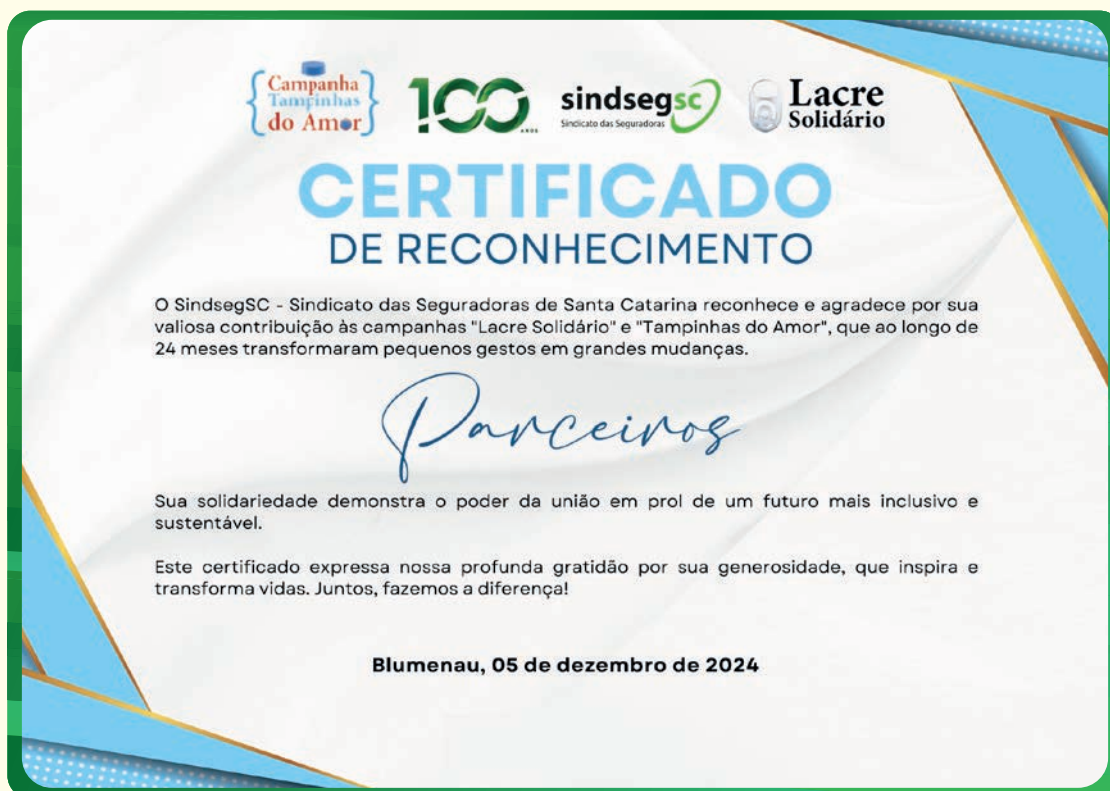 Campanha
Tampinhas
do Amor
100
ANOS
sindsegsc
Sindicato das Seguradoras
Lacre
Solidário
CERTIFICADO
DE RECONHECIMENTO
O SindsegSC - Sindicato das Seguradoras de Santa Catarina reconhece e agradece por sua
valiosa contribuição às campanhas "Lacre Solidário" e "Tampinhas do Amor", que ao longo de
24 meses transformaram pequenos gestos em grandes mudanças.
Parceiros
Sua solidariedade demonstra o poder da união em prol de um futuro mais inclusivo e
sustentável.
Este certificado expressa nossa profunda gratidão por sua generosidade, que inspira e
transforma vidas. Juntos, fazemos a diferença!
Blumenau, 05 de dezembro de 2024